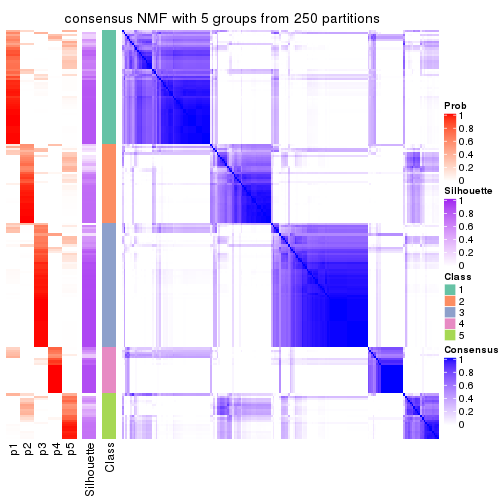 consensus NMF with 5 groups from 250 partitions
Prob
1
0.8
0.6
0.4
0.2
0
Silhouette
1
0.8
0.6
0.4
0.2
0
Class
1
2
3
4
5
Consensus
1
0.8
0.6
0.4
0.2
0
p1
p2
p3
p4
p5
Silhouette
Class